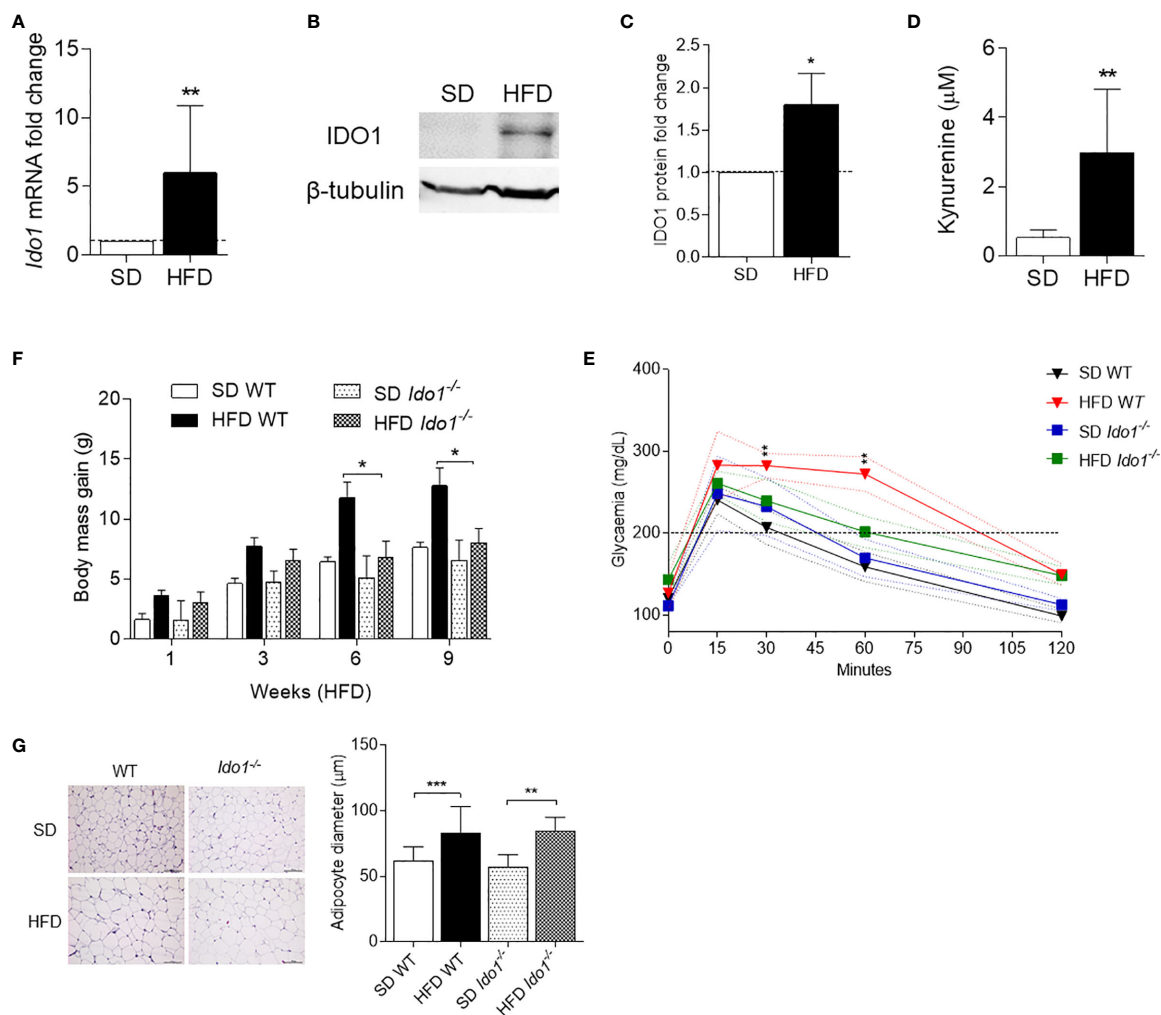 A
Ido1 mRNA fold change
15
10
5
0
**
SD
HFD
B
SD
HFD
IDO1
β-tubulin
C
IDO1 protein fold change
2.5
2.0
1.5
1.0
0.5
0.0
*
SD
HFD
D
Kynurenine (μM)
6
4
2
0
**
SD
HFD
F
SD WT
HFD WT
SD Ido1-/-
HFD Ido1-/-
Body mass gain (g)
20
15
10
5
0
*
*
1
3
6
9
Weeks (HFD)
E
Glycaemia (mg/dL)
400
300
200
100
**
**
0
15
30
45
60
75
90
105
120
Minutes
SD WT
HFD WT
SD Ido1-/-
HFD Ido1-/-
G
WT
Ido1-/-
SD
HFD
Adipocyte diameter (μm)
150
100
50
0
***
**
SD WT
HFD WT
SD Ido1-/-
HFD Ido1-/-